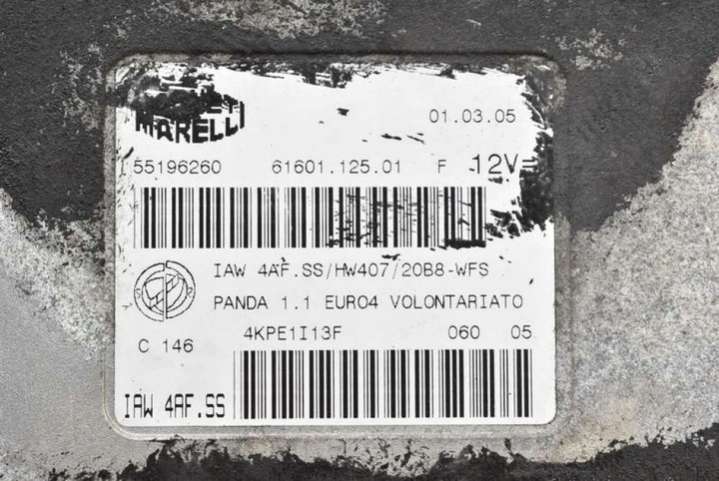 MARELLI
01.03.05
55196260 61601.125.01 F 12V=
IAW 4AF.SS/HW407/20B8-WFS
PANDA 1.1 EURO4 VOLONTARIATO
4KPE1I13F 060 05
C 146
IAW 4AF.SS